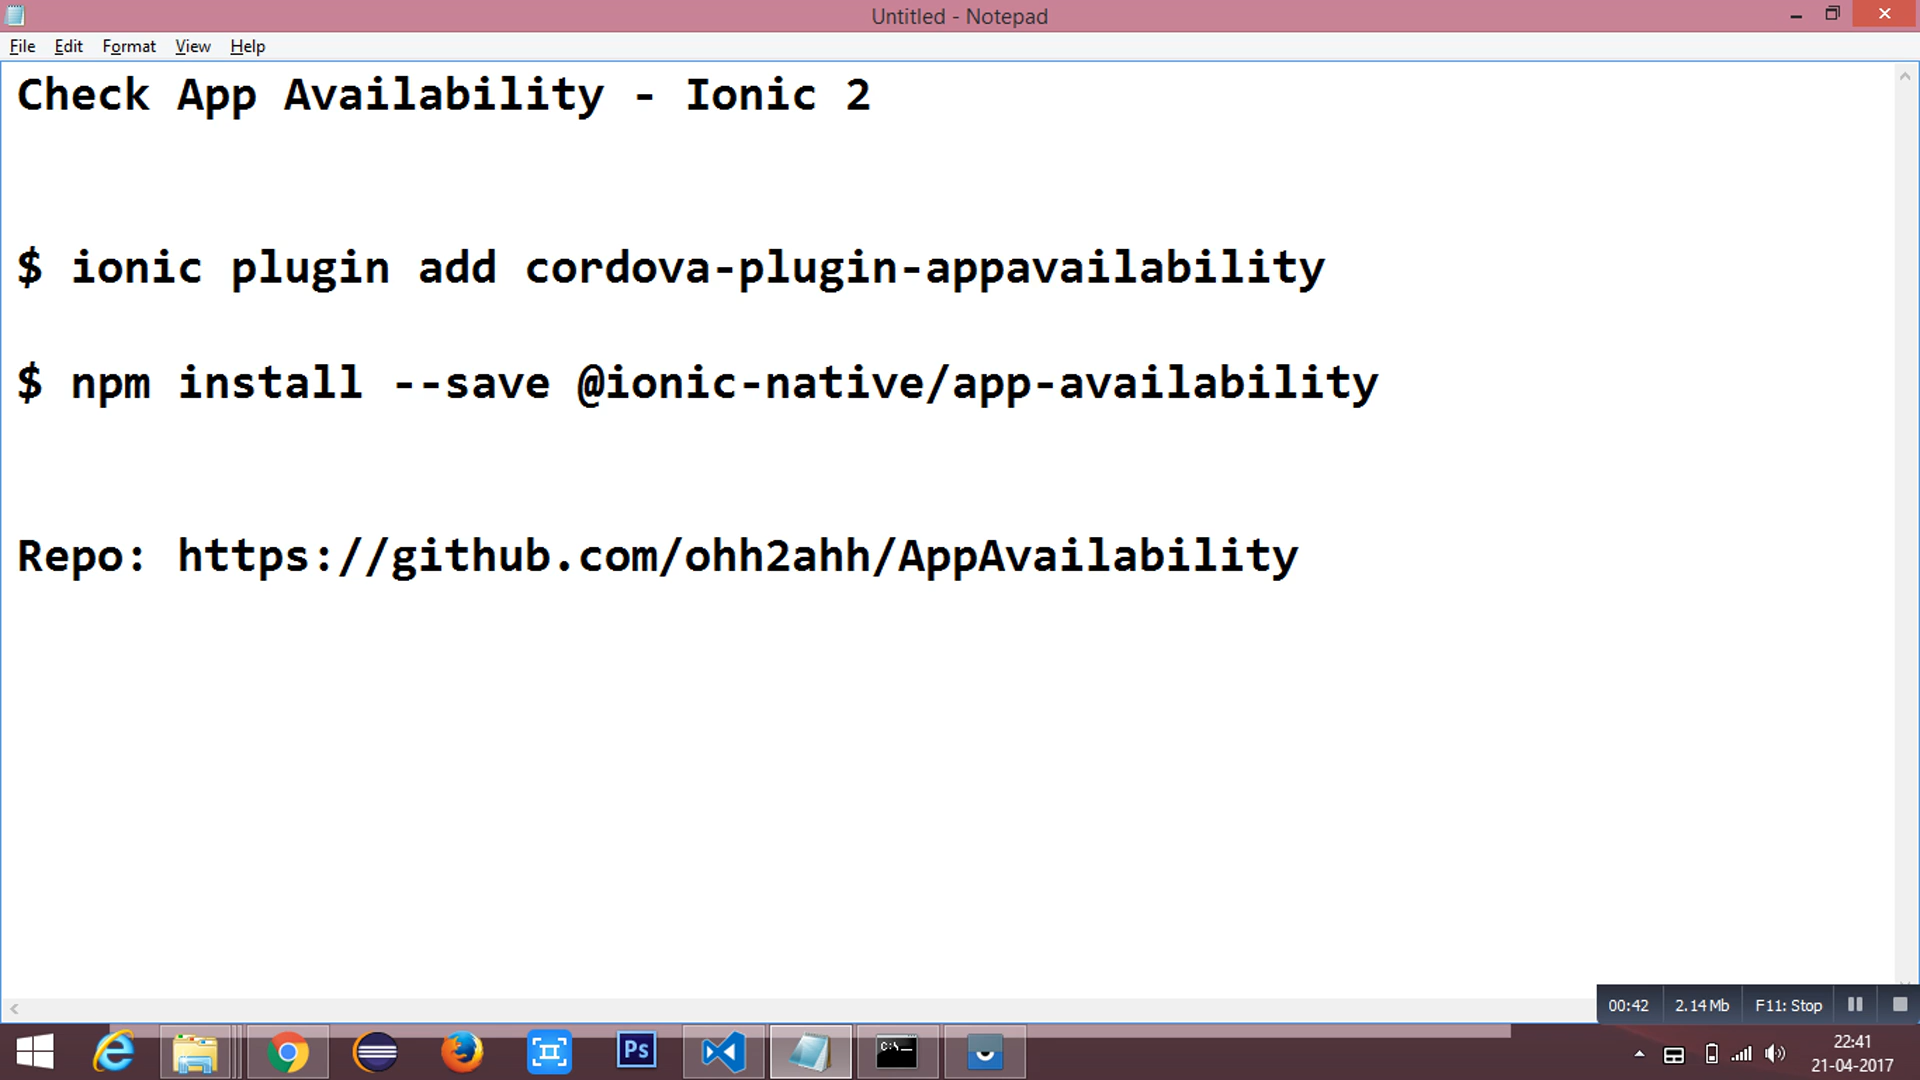 Untitled - Notepad
File Edit Format View Help
Check App Availability - Ionic 2
$ ionic plugin add cordova-plugin-appavailability
$ npm install --save @ionic-native/app-availability
Repo: https://github.com/ohh2ahh/AppAvailability
00:42 2.14 Mb F11: Stop
Ps
C:\
22:41
21-04-2017